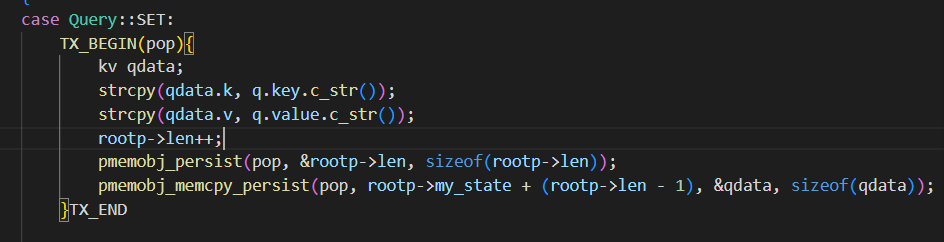 {
case Query::SET:
    TX_BEGIN(pop){
        kv qdata;
        strcpy(qdata.k, q.key.c_str());
        strcpy(qdata.v, q.value.c_str());
        rootp->len++;
        pmemobj_persist(pop, &rootp->len, sizeof(rootp->len));
        pmemobj_memcpy_persist(pop, rootp->my_state + (rootp->len - 1), &qdata, sizeof(qdata));
    }TX_END